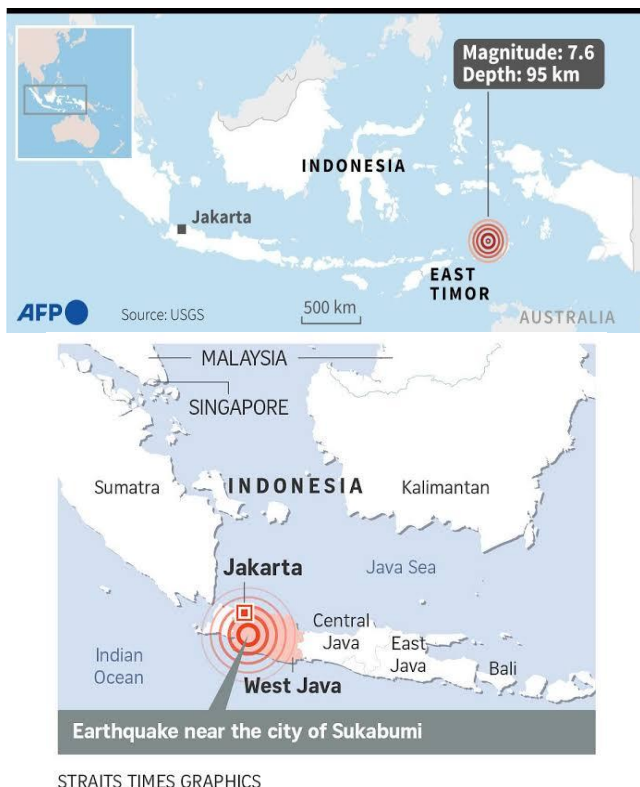 Magnitude: 7.6
Depth: 95 km
INDONESIA
Jakarta
EAST
TIMOR
AFP
Source: USGS
500 km
AUSTRALIA
MALAYSIA
SINGAPORE
Sumatra
INDONESIA
Kalimantan
Jakarta
Java Sea
Central
Java
East
Java
Bali
Indian
Ocean
West Java
Earthquake near the city of Sukabumi
STRAITS TIMES GRAPHICS